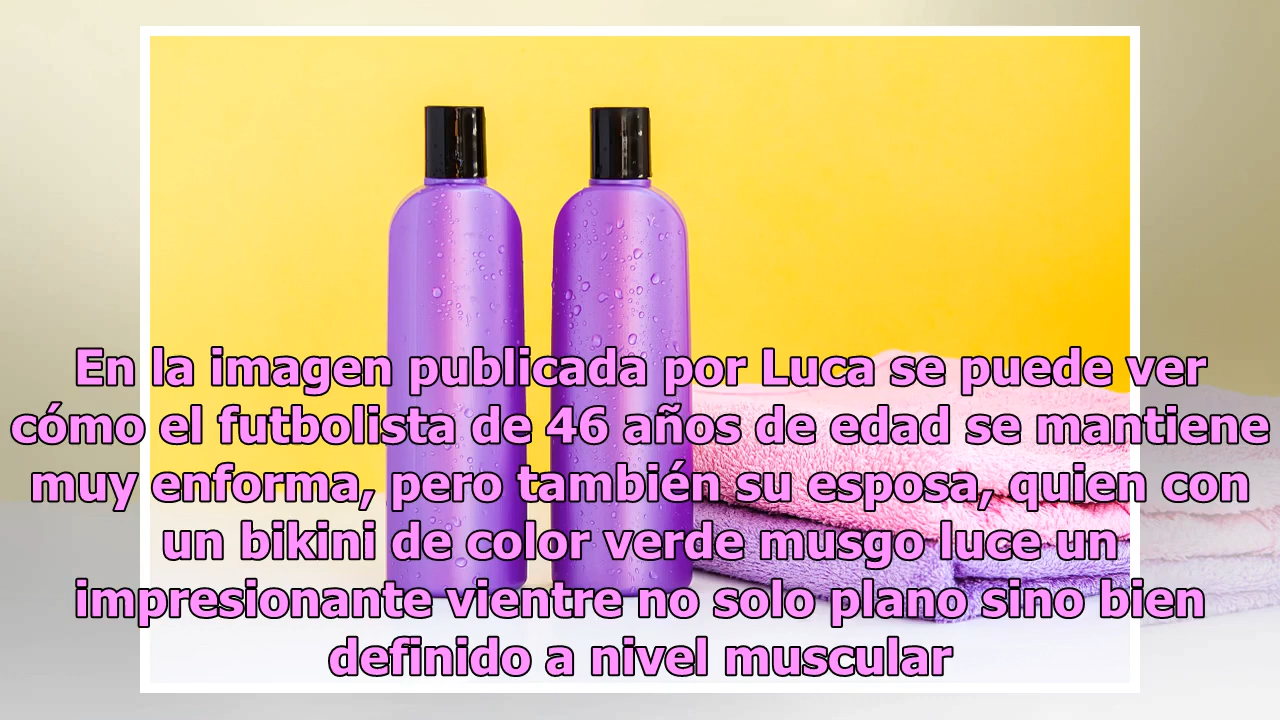 En la imagen publicada por Luca se puede ver
cómo el futbolista de 46 años de edad se mantiene
muy enforma, pero también su esposa, quien con
un bikini de color verde musgo luce un
impresionante vientre no solo plano sino bien
definido a nivel muscular